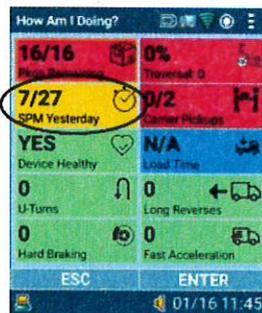 How Am I Doing?
16/16
0%
Pkgs Remaining
Traversal: 0
7/27
0/2
SPM Yesterday
Carrier Pickups
YES
N/A
Device Healthy
Load Time
0
0
U-Turns
Long Reverses
0
0
Hard Braking
Fast Acceleration
ESC
ENTER
01/16 11:45